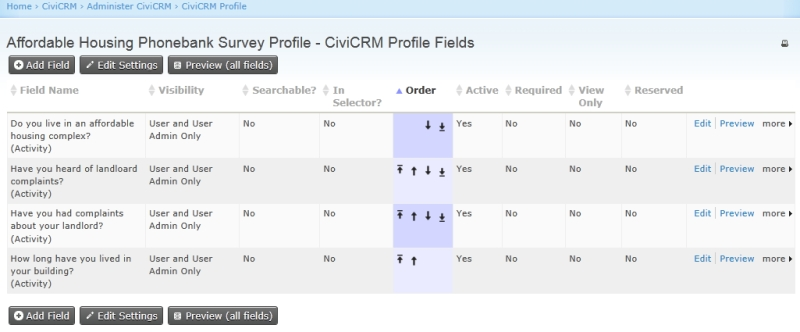 Home › CiviCRM › Administer CiviCRM › CiviCRM Profile
Affordable Housing Phonebank Survey Profile - CiviCRM Profile Fields
Add Field Edit Settings Preview (all fields)
Field Name Visibility Searchable? In Selector? Order Active Required View Only Reserved
Do you live in an affordable housing complex? (Activity) User and User Admin Only No No Yes No No No Edit Preview more
Have you heard of landloard complaints? (Activity) User and User Admin Only No No Yes No No No Edit Preview more
Have you had complaints about your landlord? (Activity) User and User Admin Only No No Yes No No No Edit Preview more
How long have you lived in your building? (Activity) User and User Admin Only No No Yes No No No Edit Preview more
Add Field Edit Settings Preview (all fields)